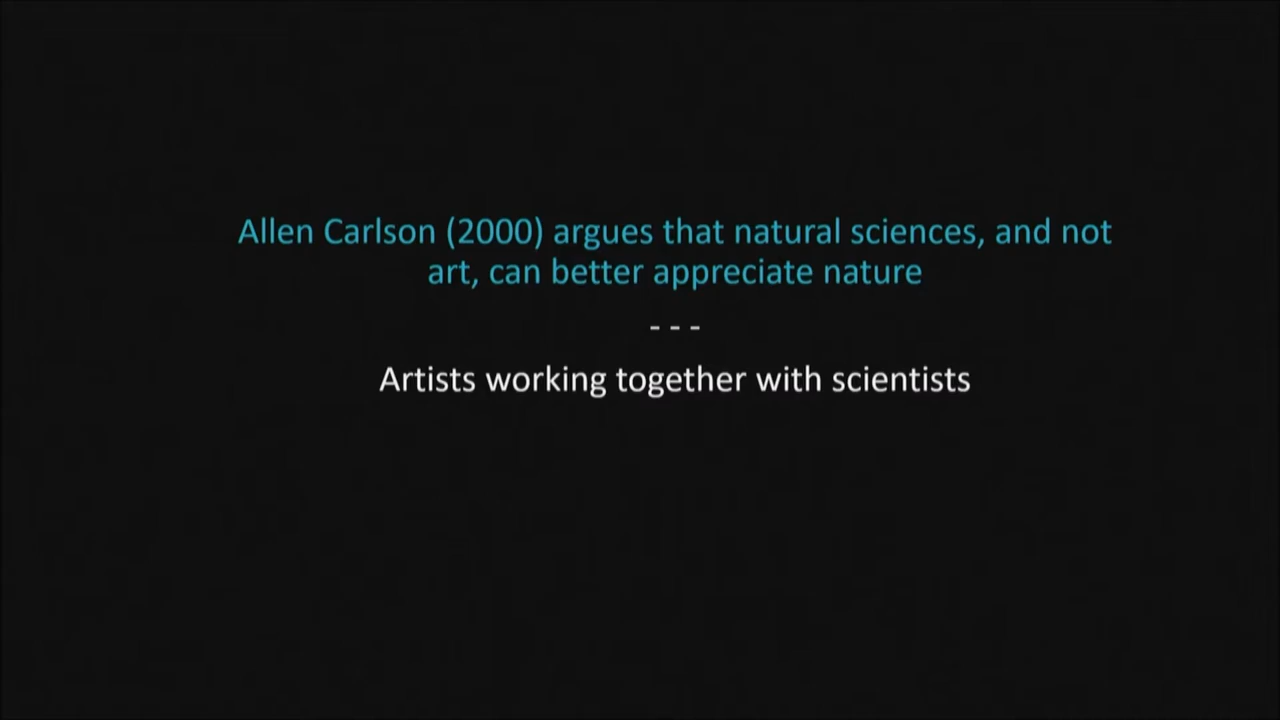 Allen Carlson (2000) argues that natural sciences, and not
art, can better appreciate nature
- - -
Artists working together with scientists